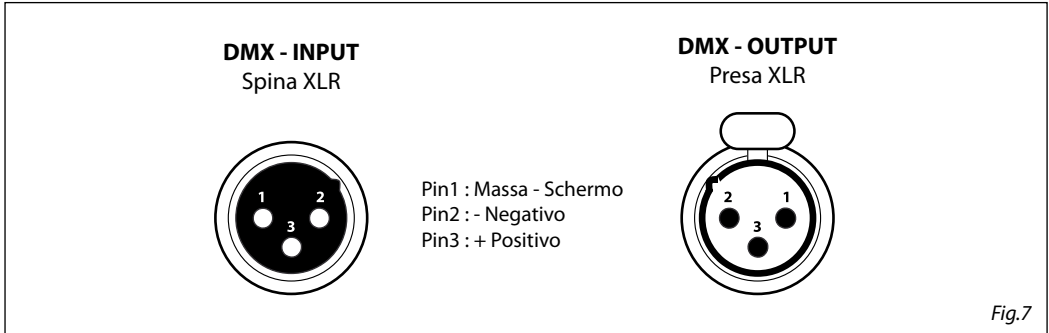 DMX - INPUT
Spina XLR
DMX - OUTPUT
Presa XLR
1 2
3
Pin1 : Massa - Schermo
Pin2 : - Negativo
Pin3 : + Positivo
2 1
3
Fig.7